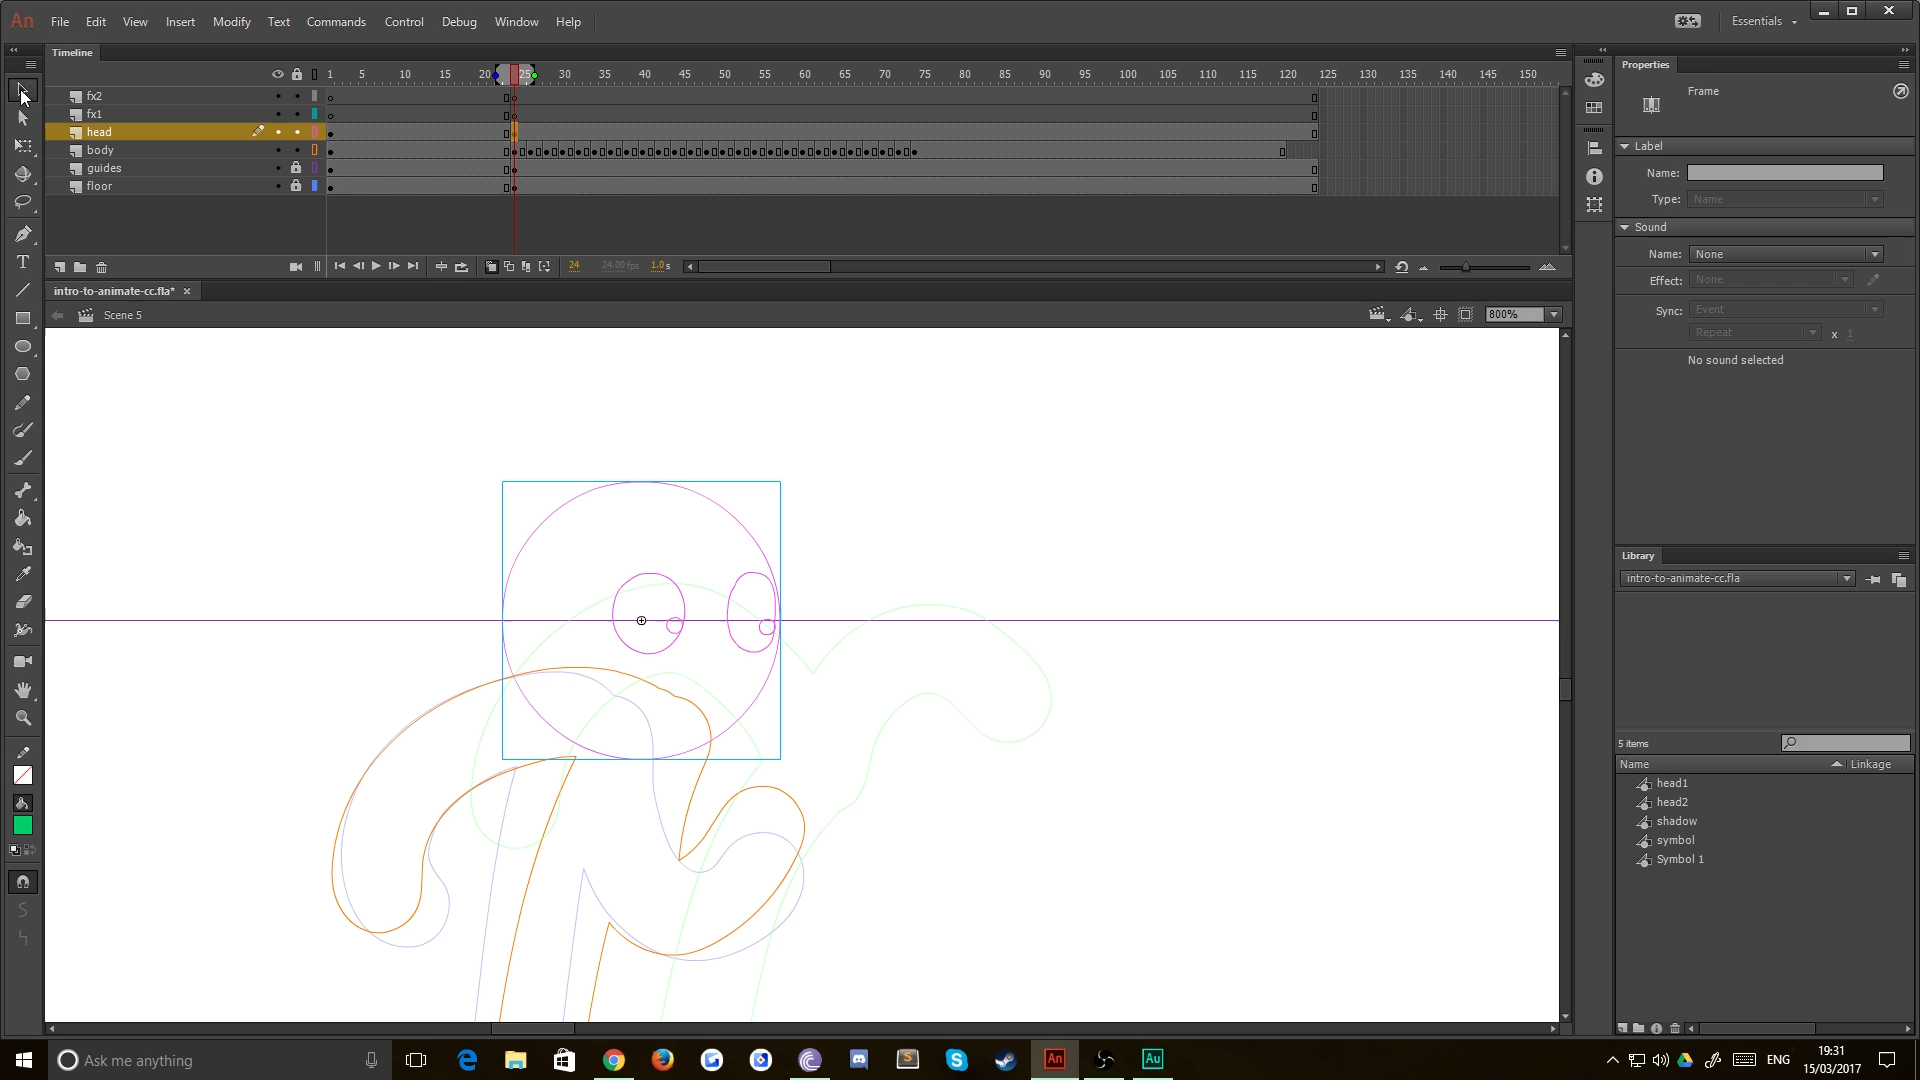 An File Edit View Insert Modify Text Commands Control Debug Window Help Essentials
Timeline
Properties
1 5 10 15 20 25 30 35 40 45 50 55 60 65 70 75 80 85 90 95 100 105 110 115 120 125 130 135 140 145 150
Frame
fx2
fx1
head
body
guides
floor
Label
Name:
Type: Name
Sound
Name: None
Effect: None
Sync: Event
Repeat x 1
No sound selected
24 24.00 fps 1.0 s
intro-to-animate-cc.fla*
Scene 5
800%
Library
intro-to-animate-cc.fla
5 items
Name Linkage
head1
head2
shadow
symbol
Symbol 1
Ask me anything
An
Au
ENG
19:31
15/03/2017